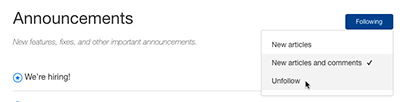 Announcements
Following
New features, fixes, and other important announcements.
New articles
New articles and comments ✓
Unfollow
We're hiring!